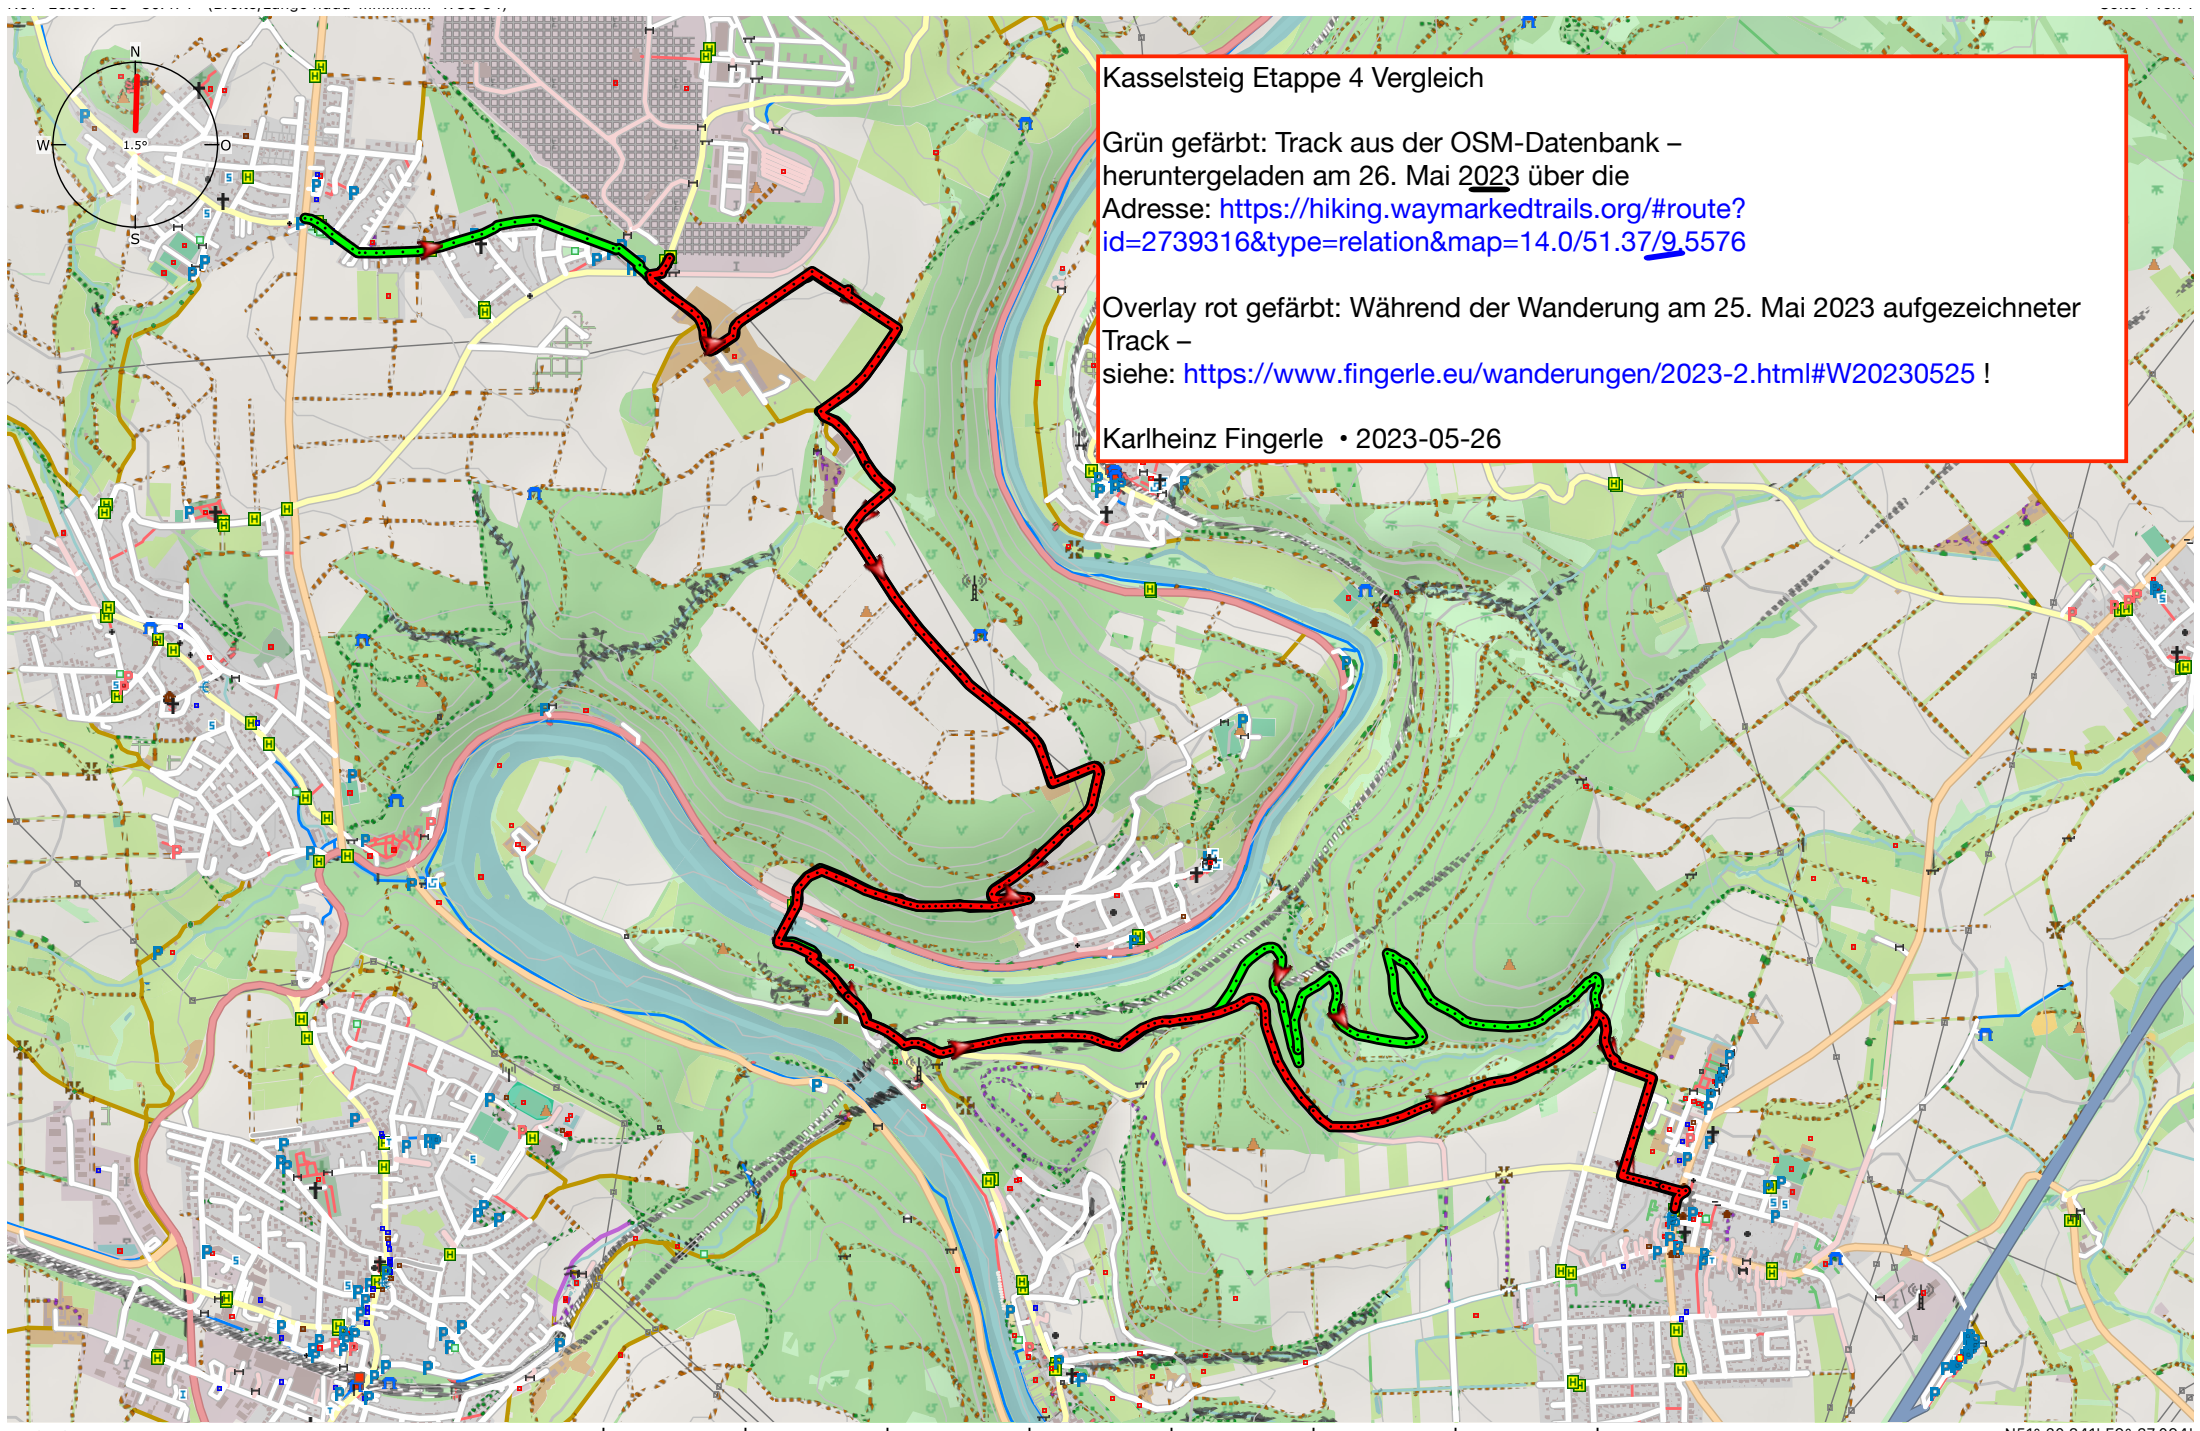 Kasselsteig Etappe 4 Vergleich
Grün gefärbt: Track aus der OSM-Datenbank –
heruntergeladen am 26. Mai 2023 über die
Adresse: https://hiking.waymarkedtrails.org/#route?
id=2739316&type=relation&map=14.0/51.37/9.5576
Overlay rot gefärbt: Während der Wanderung am 25. Mai 2023 aufgezeichneter
Track –
siehe: https://www.fingerle.eu/wanderungen/2023-2.html#W20230525 !
Karlheinz Fingerle • 2023-05-26
N
W
1.5°
O
S